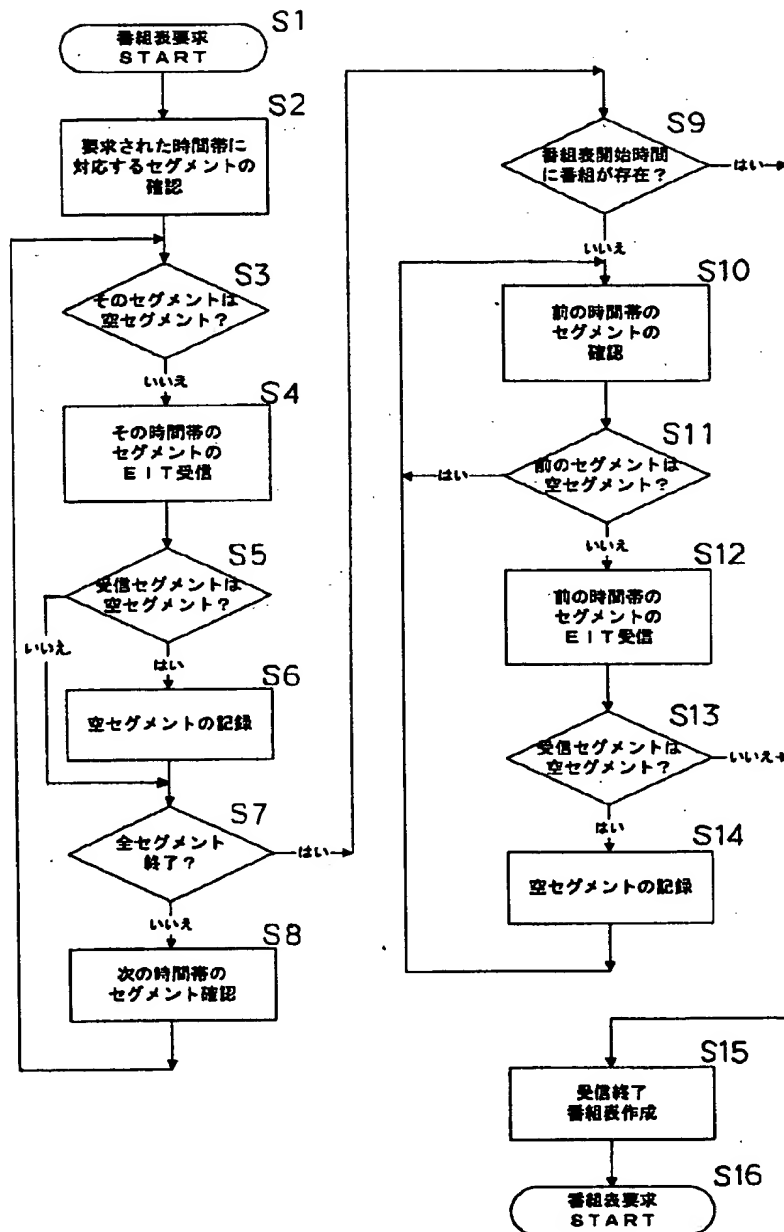 S1
番組表要求
START
S2
要求された時間帯に
対応するセグメントの
確認
S3
そのセグメントは
空セグメント？
いいえ
S4
その時間帯の
セグメントの
EIT受信
S5
受信セグメントは
空セグメント？
いいえ
はい
S6
空セグメントの記録
S7
全セグメント
終了？
はい
いいえ
S8
次の時間帯の
セグメント確認
S9
番組表開始時間
に番組が存在？
はい
いいえ
S10
前の時間帯の
セグメントの
確認
S11
前のセグメントは
空セグメント？
はい
いいえ
S12
前の時間帯の
セグメントの
EIT受信
S13
受信セグメントは
空セグメント？
いいえ
はい
S14
空セグメントの記録
S15
受信終了
番組表作成
S16
番組表要求
START